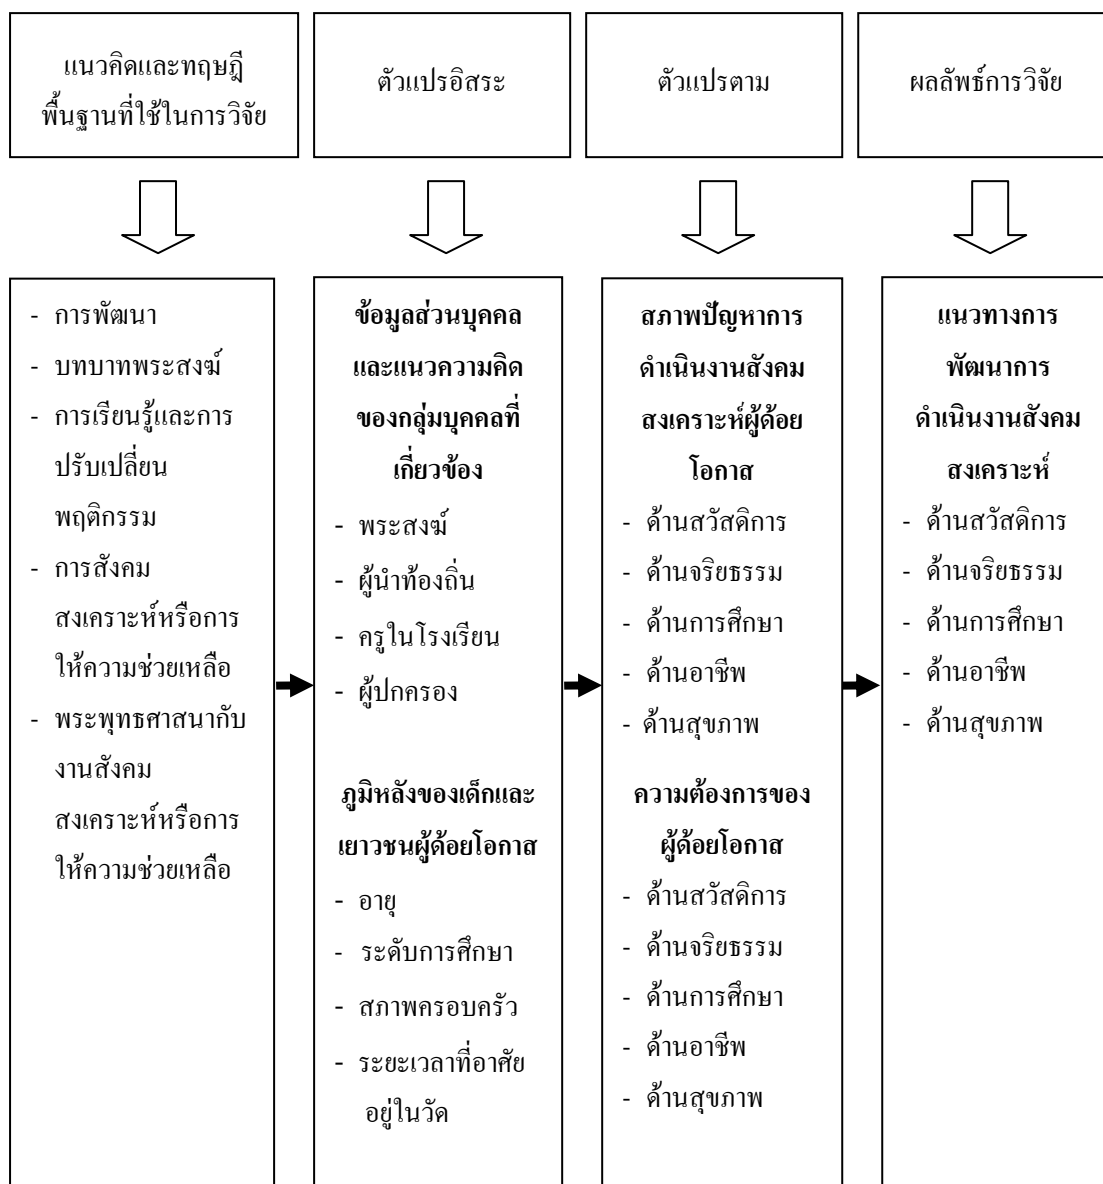 แนวคิดและทฤษฎี
พื้นฐานที่ใช้ในการวิจัย
ตัวแปรอิสระ
ตัวแปรตาม
ผลลัพธ์การวิจัย
- การพัฒนา
- บทบาทพระสงฆ์
- การเรียนรู้และการ
ปรับเปลี่ยน
พฤติกรรม
- การสังคม
สงเคราะห์หรือการ
ให้ความช่วยเหลือ
- พระพุทธศาสนากับ
งานสังคม
สงเคราะห์หรือการ
ให้ความช่วยเหลือ
ข้อมูลส่วนบุคคล
และแนวความคิด
ของกลุ่มบุคคลที่
เกี่ยวข้อง
- พระสงฆ์
- ผู้นำท้องถิ่น
- ครูในโรงเรียน
- ผู้ปกครอง
ภูมิหลังของเด็กและ
เยาวชนผู้ด้อยโอกาส
- อายุ
- ระดับการศึกษา
- สภาพครอบครัว
- ระยะเวลาที่อาศัย
อยู่ในวัด
สภาพปัญหาการ
ดำเนินงานสังคม
สงเคราะห์ผู้ด้อย
โอกาส
- ด้านสวัสดิการ
- ด้านจริยธรรม
- ด้านการศึกษา
- ด้านอาชีพ
- ด้านสุขภาพ
ความต้องการของ
ผู้ด้อยโอกาส
- ด้านสวัสดิการ
- ด้านจริยธรรม
- ด้านการศึกษา
- ด้านอาชีพ
- ด้านสุขภาพ
แนวทางการ
พัฒนาการ
ดำเนินงานสังคม
สงเคราะห์
- ด้านสวัสดิการ
- ด้านจริยธรรม
- ด้านการศึกษา
- ด้านอาชีพ
- ด้านสุขภาพ